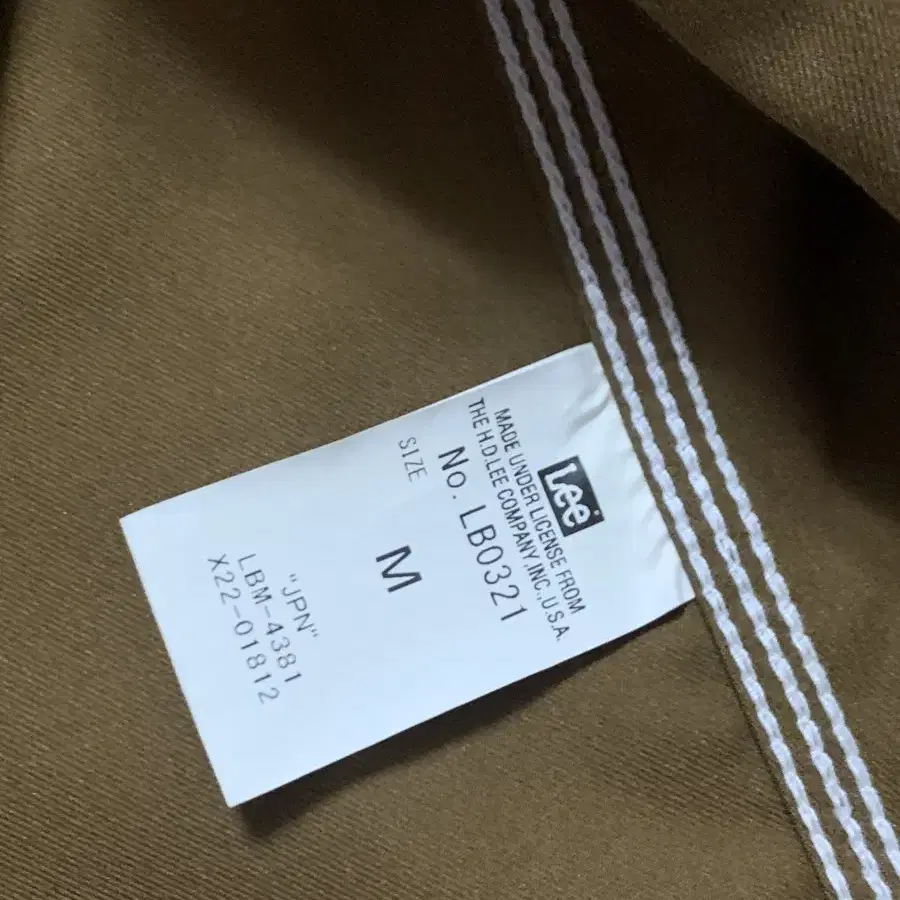 Lee
MADE UNDER LICENSE FROM
THE H.D.LEE COMPANY,INC.,U.S.A.
No. LB0321
SIZE
M
"JPN"
LBM-4381
X22-01812